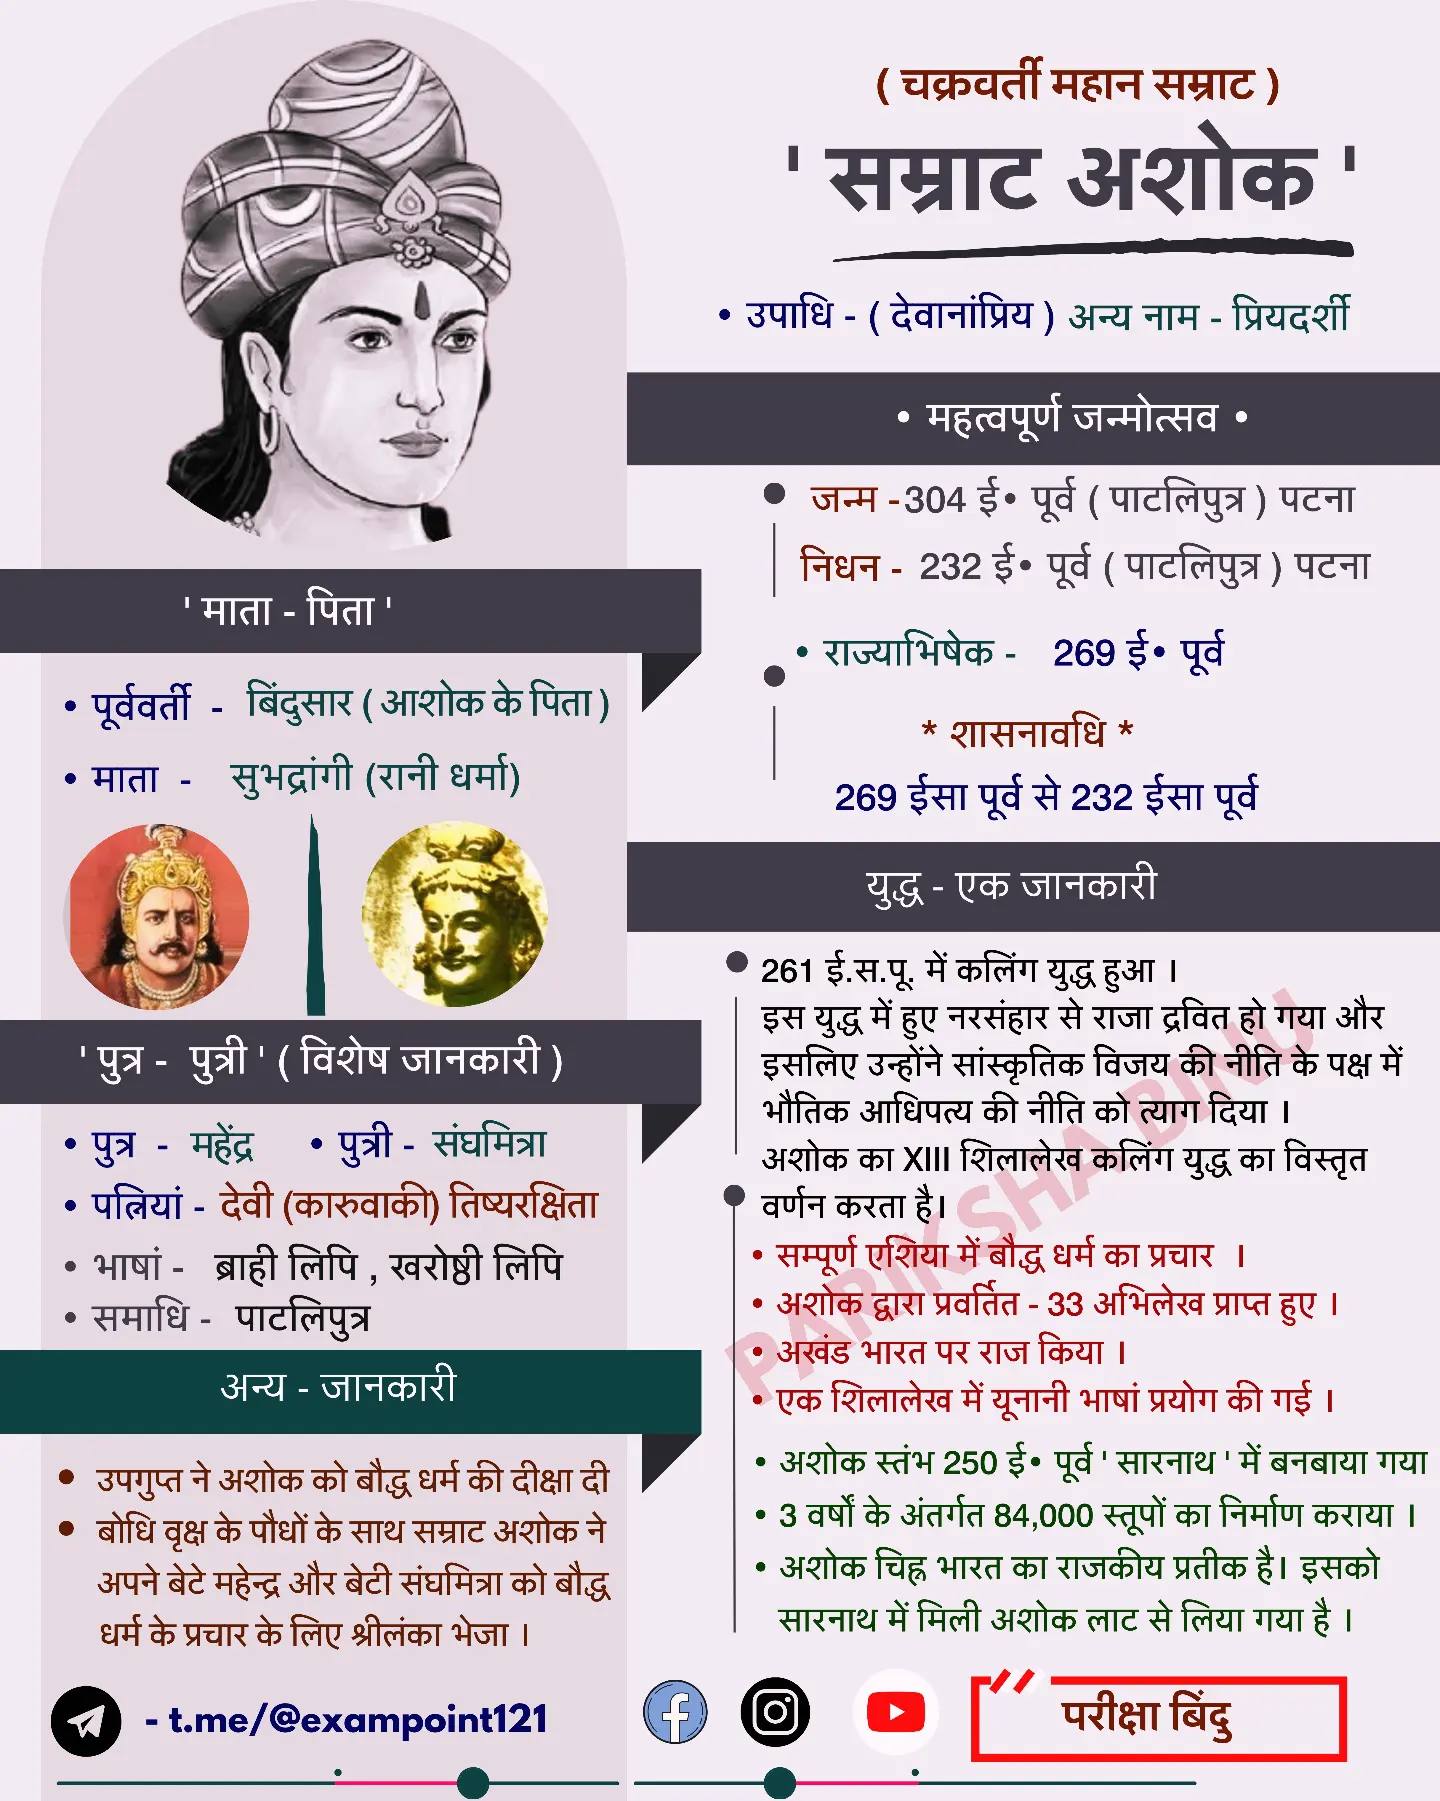 ( चक्रवर्ती महान सम्राट )
' सम्राट अशोक '
• उपाधि - ( देवानांप्रिय ) अन्य नाम - प्रियदर्शी
• महत्वपूर्ण जन्मोत्सव •
जन्म -304 ई• पूर्व ( पाटलिपुत्र ) पटना
निधन - 232 ई• पूर्व ( पाटलिपुत्र ) पटना
• राज्याभिषेक - 269 ई• पूर्व
* शासनावधि *
269 ईसा पूर्व से 232 ईसा पूर्व
' माता - पिता '
• पूर्ववर्ती - बिंदुसार ( आशोक के पिता )
• माता - सुभद्रांगी (रानी धर्मा)
' पुत्र - पुत्री ' ( विशेष जानकारी )
• पुत्र - महेंद्र • पुत्री - संघमित्रा
• पत्नियां - देवी (कारुवाकी) तिष्यरक्षिता
• भाषां - ब्राही लिपि , खरोष्ठी लिपि
• समाधि - पाटलिपुत्र
अन्य - जानकारी
• उपगुप्त ने अशोक को बौद्ध धर्म की दीक्षा दी
• बोधि वृक्ष के पौधों के साथ सम्राट अशोक ने
अपने बेटे महेन्द्र और बेटी संघमित्रा को बौद्ध
धर्म के प्रचार के लिए श्रीलंका भेजा ।
युद्ध - एक जानकारी
261 ई.स.पू. में कलिंग युद्ध हुआ ।
इस युद्ध में हुए नरसंहार से राजा द्रवित हो गया और
इसलिए उन्होंने सांस्कृतिक विजय की नीति के पक्ष में
भौतिक आधिपत्य की नीति को त्याग दिया ।
अशोक का XIII शिलालेख कलिंग युद्ध का विस्तृत
वर्णन करता है।
• सम्पूर्ण एशिया में बौद्ध धर्म का प्रचार ।
• अशोक द्वारा प्रवर्तित - 33 अभिलेख प्राप्त हुए ।
• अखंड भारत पर राज किया ।
• एक शिलालेख में यूनानी भाषां प्रयोग की गई ।
• अशोक स्तंभ 250 ई• पूर्व ' सारनाथ ' में बनबाया गया
• 3 वर्षों के अंतर्गत 84,000 स्तूपों का निर्माण कराया ।
• अशोक चिह्न भारत का राजकीय प्रतीक है। इसको
सारनाथ में मिली अशोक लाट से लिया गया है ।
PARIKSHA BINU
- t.me/@exampoint121
परीक्षा बिंदु